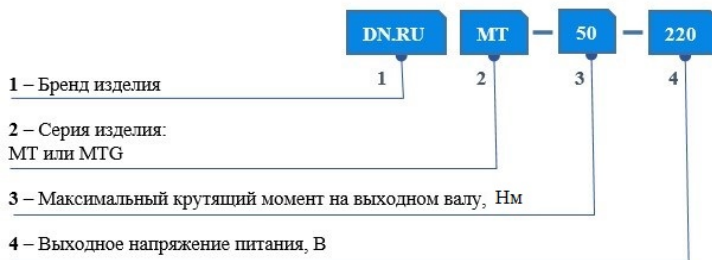 DN.RU MT – 50 – 220
1 2 3 4
1 – Бренд изделия
2 – Серия изделия:
МТ или MTG
3 – Максимальный крутящий момент на выходном валу, Нм
4 – Выходное напряжение питания, В